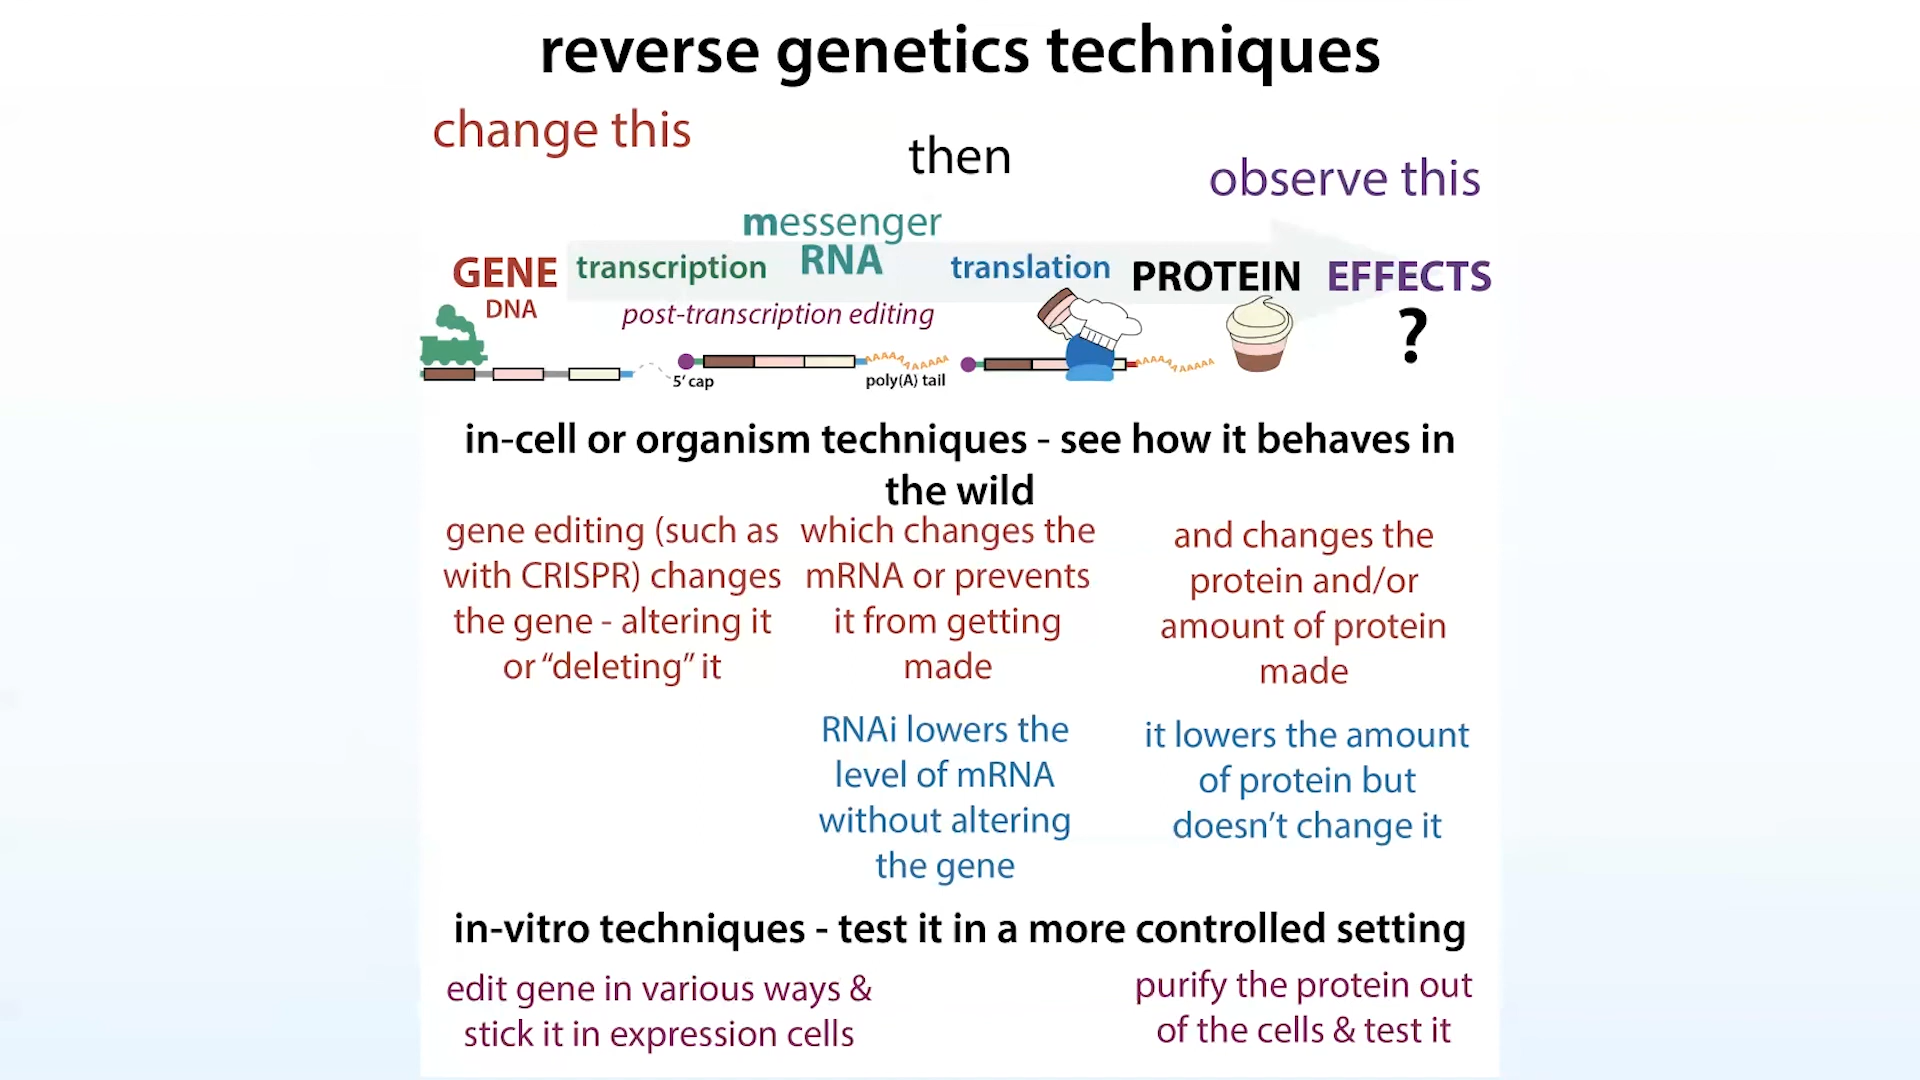 reverse genetics techniques
change this
then
observe this
messenger
RNA
GENE
DNA
transcription
translation
PROTEIN
EFFECTS
post-transcription editing
?
5' cap
AAAAAAAAAAA
poly(A) tail
AAAAAAAAAAA
in-cell or organism techniques - see how it behaves in
the wild
gene editing (such as
with CRISPR) changes
the gene - altering it
or “deleting” it
which changes the
mRNA or prevents
it from getting
made
and changes the
protein and/or
amount of protein
made
RNAi lowers the
level of mRNA
without altering
the gene
it lowers the amount
of protein but
doesn’t change it
in-vitro techniques - test it in a more controlled setting
edit gene in various ways &
stick it in expression cells
purify the protein out
of the cells & test it